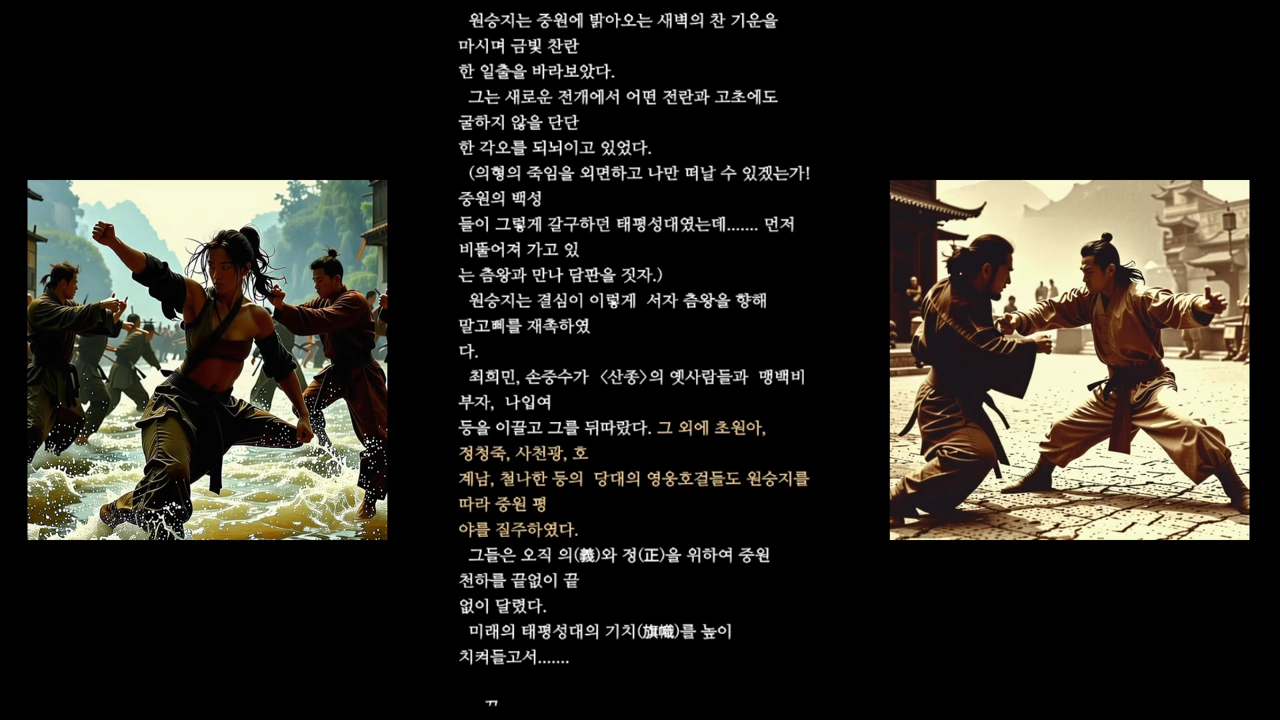 원승지는 중원에 밝아오는 새벽의 찬 기운을
마시며 금빛 찬란
한 일출을 바라보았다.
그는 새로운 전개에서 어떤 전란과 고초에도
굴하지 않을 단단
한 각오를 되뇌이고 있었다.
(의형의 죽임을 외면하고 나만 떠날 수 있겠는가!
중원의 백성
들이 그렇게 갈구하던 태평성대였는데....... 먼저
비뚤어져 가고 있
는 츰왕과 만나 담판을 짓자.)
원승지는 결심이 이렇게 서자 츰왕을 향해
말고삐를 재촉하였
다.
최희민, 손중수가 〈산종〉의 옛사람들과 맹백비
부자, 나입여
등을 이끌고 그를 뒤따랐다. 그 외에 초원아,
정청죽, 사천광, 호
계남, 철나한 등의 당대의 영웅호걸들도 원승지를
따라 중원 평
야를 질주하였다.
그들은 오직 의(義)와 정(正)을 위하여 중원
천하를 끝없이 끝
없이 달렸다.
미래의 태평성대의 기치(旗幟)를 높이
치켜들고서.......